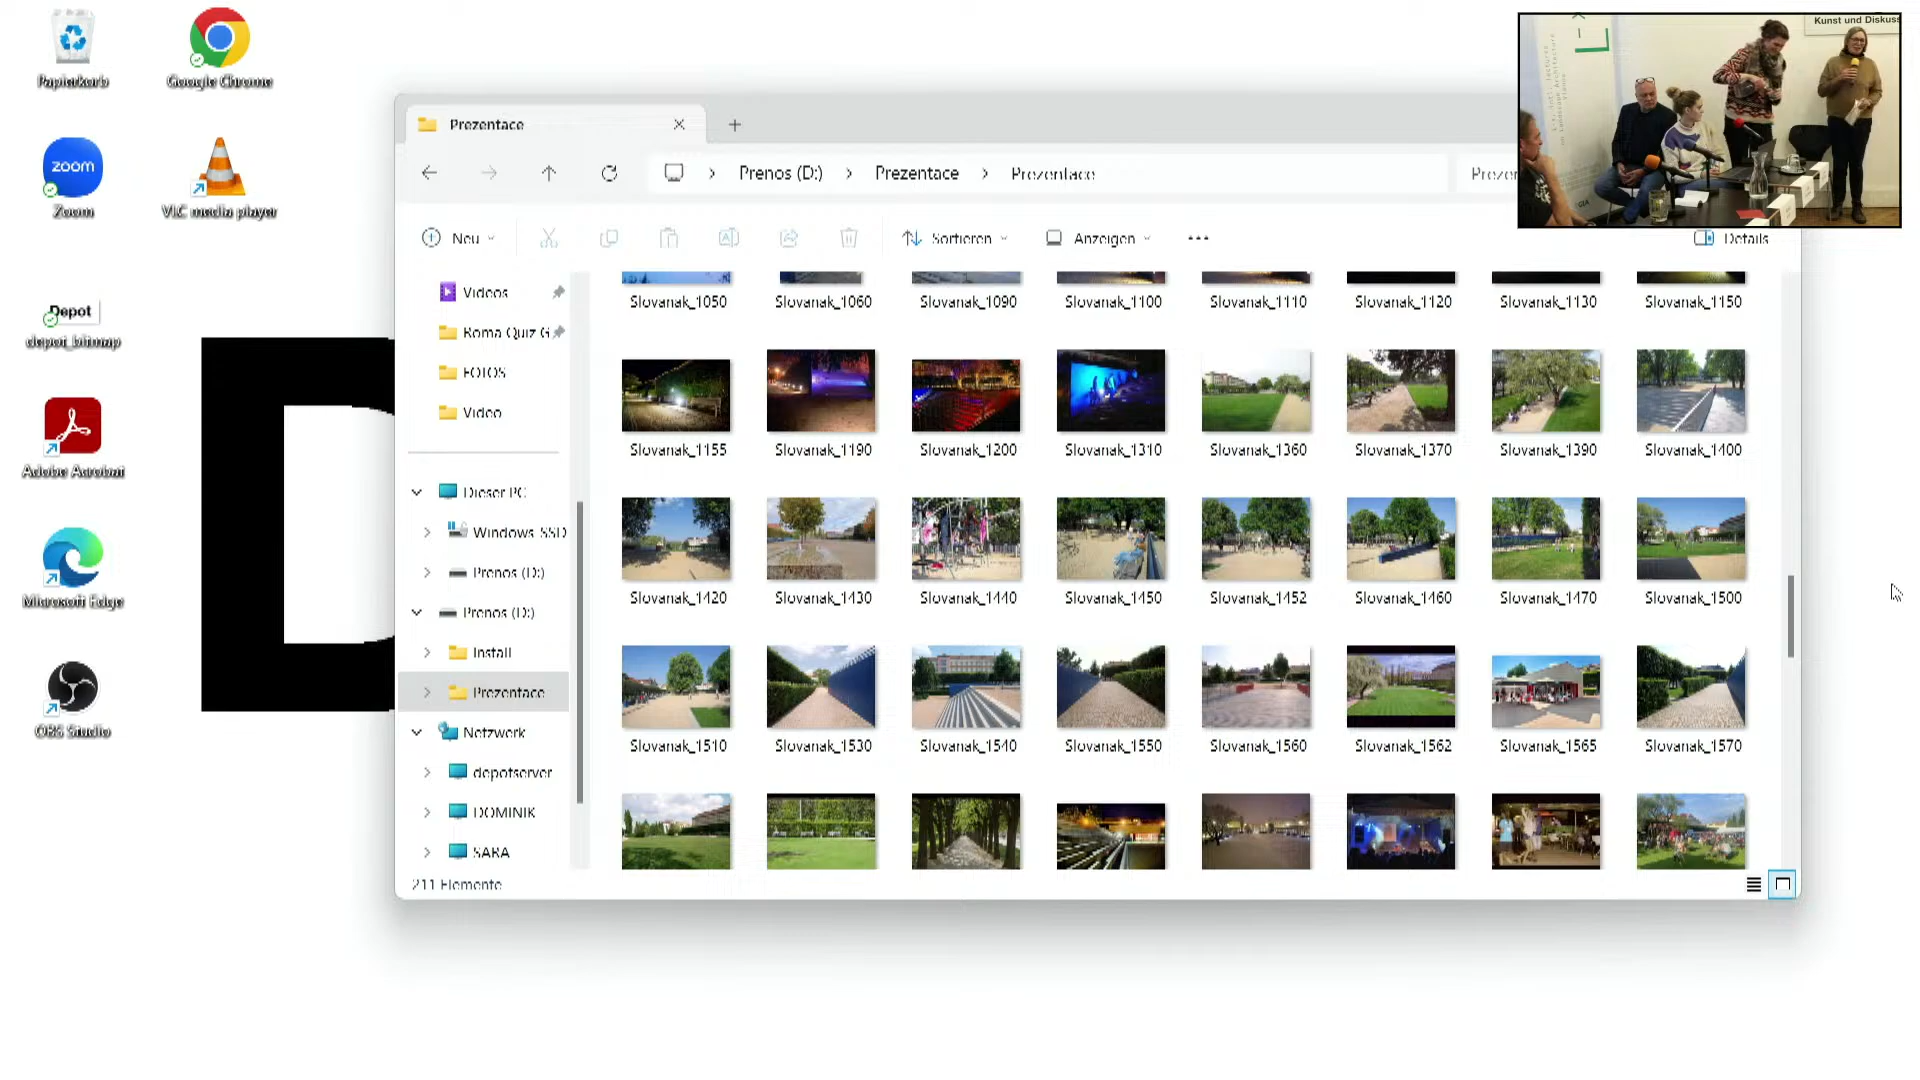 Papierkorb
Google Chrome
Zoom
VLC media player
Depot
depot_bitmap
Adobe Acrobat
Microsoft Edge
OBS Studio
zoom
Prezentace
Prenos (D:)
Prezentace
Prezentace
Neu
Sortieren
Anzeigen
Details
Videos
Roma Quiz G
FOTOS
Video
Dieser PC
Windows-SSD
Prenos (D:)
Prenos (D:)
Install
Prezentace
Netzwerk
depotserver
DOMINIK
SARA
211 Elemente
Slovanak_1050 Slovanak_1060 Slovanak_1090 Slovanak_1100 Slovanak_1110 Slovanak_1120 Slovanak_1130 Slovanak_1150
Slovanak_1155 Slovanak_1190 Slovanak_1200 Slovanak_1310 Slovanak_1360 Slovanak_1370 Slovanak_1390 Slovanak_1400
Slovanak_1420 Slovanak_1430 Slovanak_1440 Slovanak_1450 Slovanak_1452 Slovanak_1460 Slovanak_1470 Slovanak_1500
Slovanak_1510 Slovanak_1530 Slovanak_1540 Slovanak_1550 Slovanak_1560 Slovanak_1562 Slovanak_1565 Slovanak_1570
Kunst und Diskuss